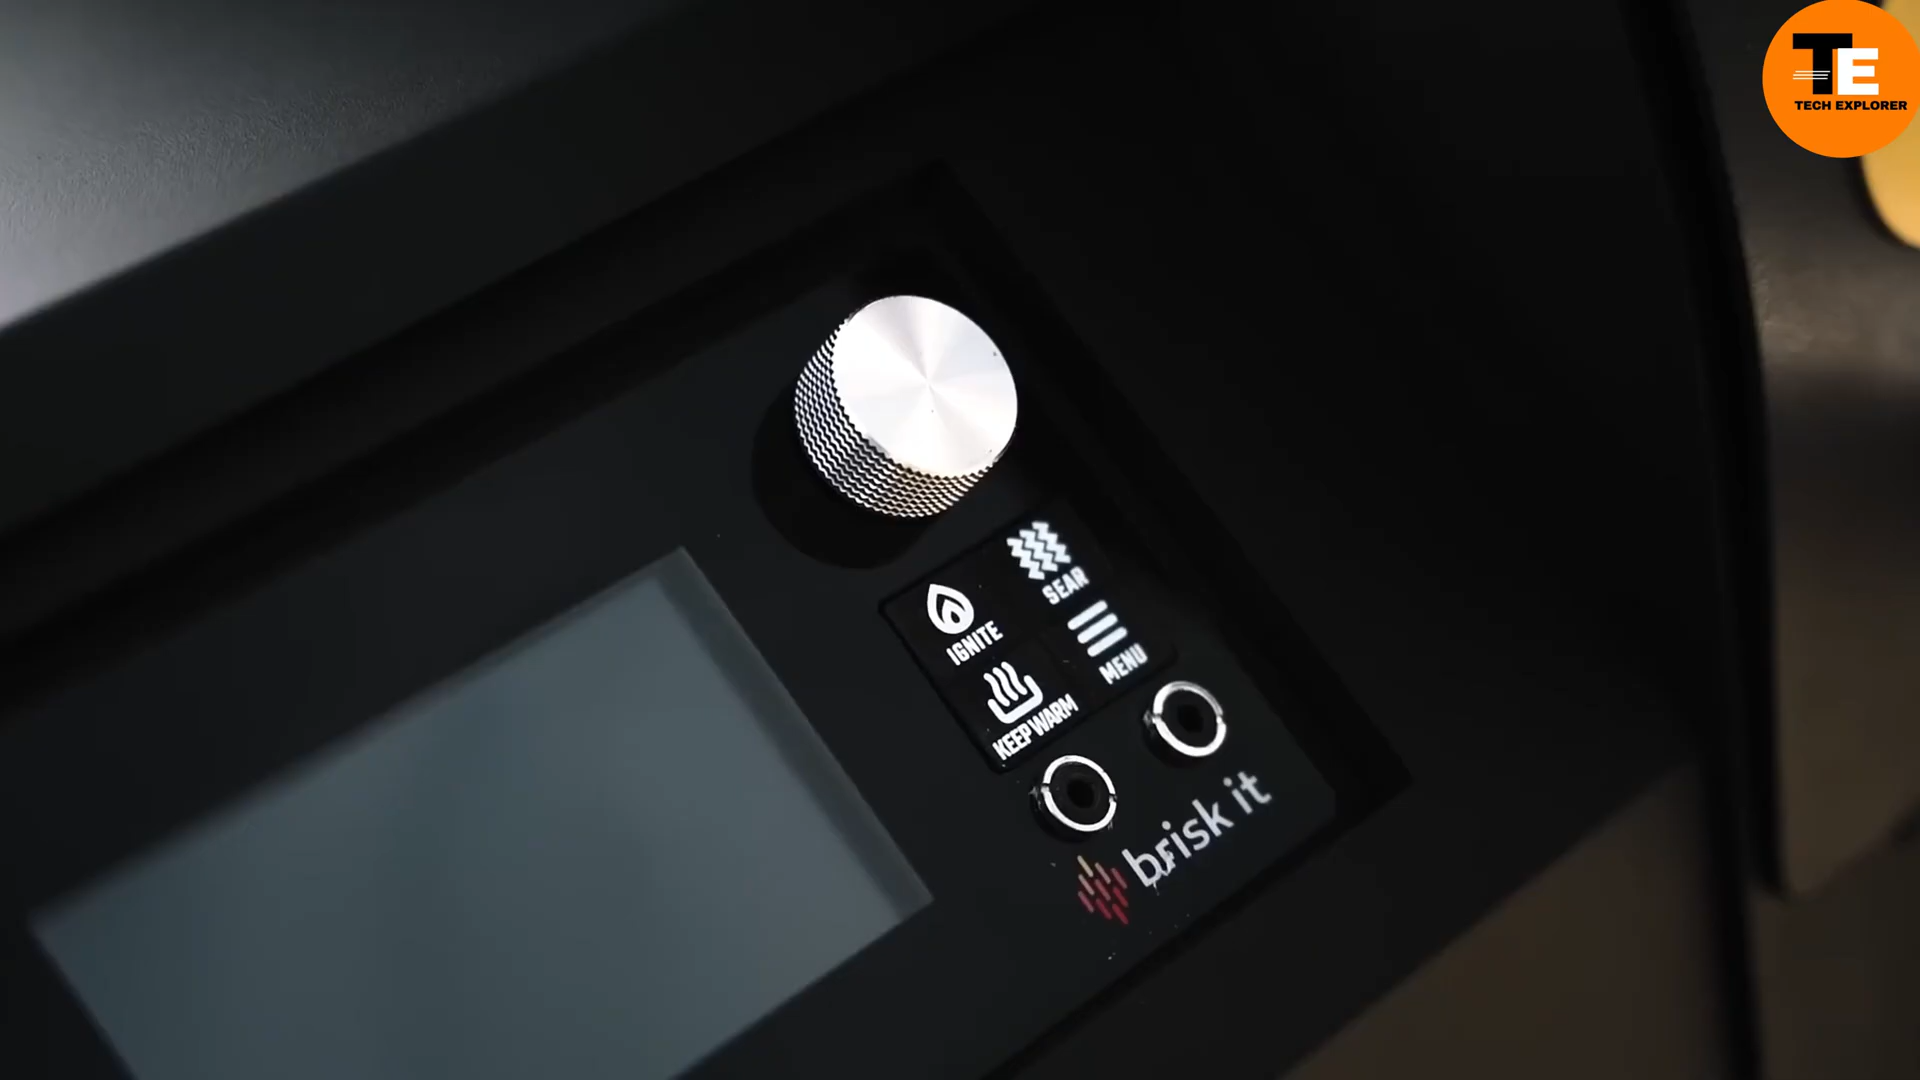 TE
TECH EXPLORER
SEAR
IGNITE
MENU
KEEP WARM
brisk it